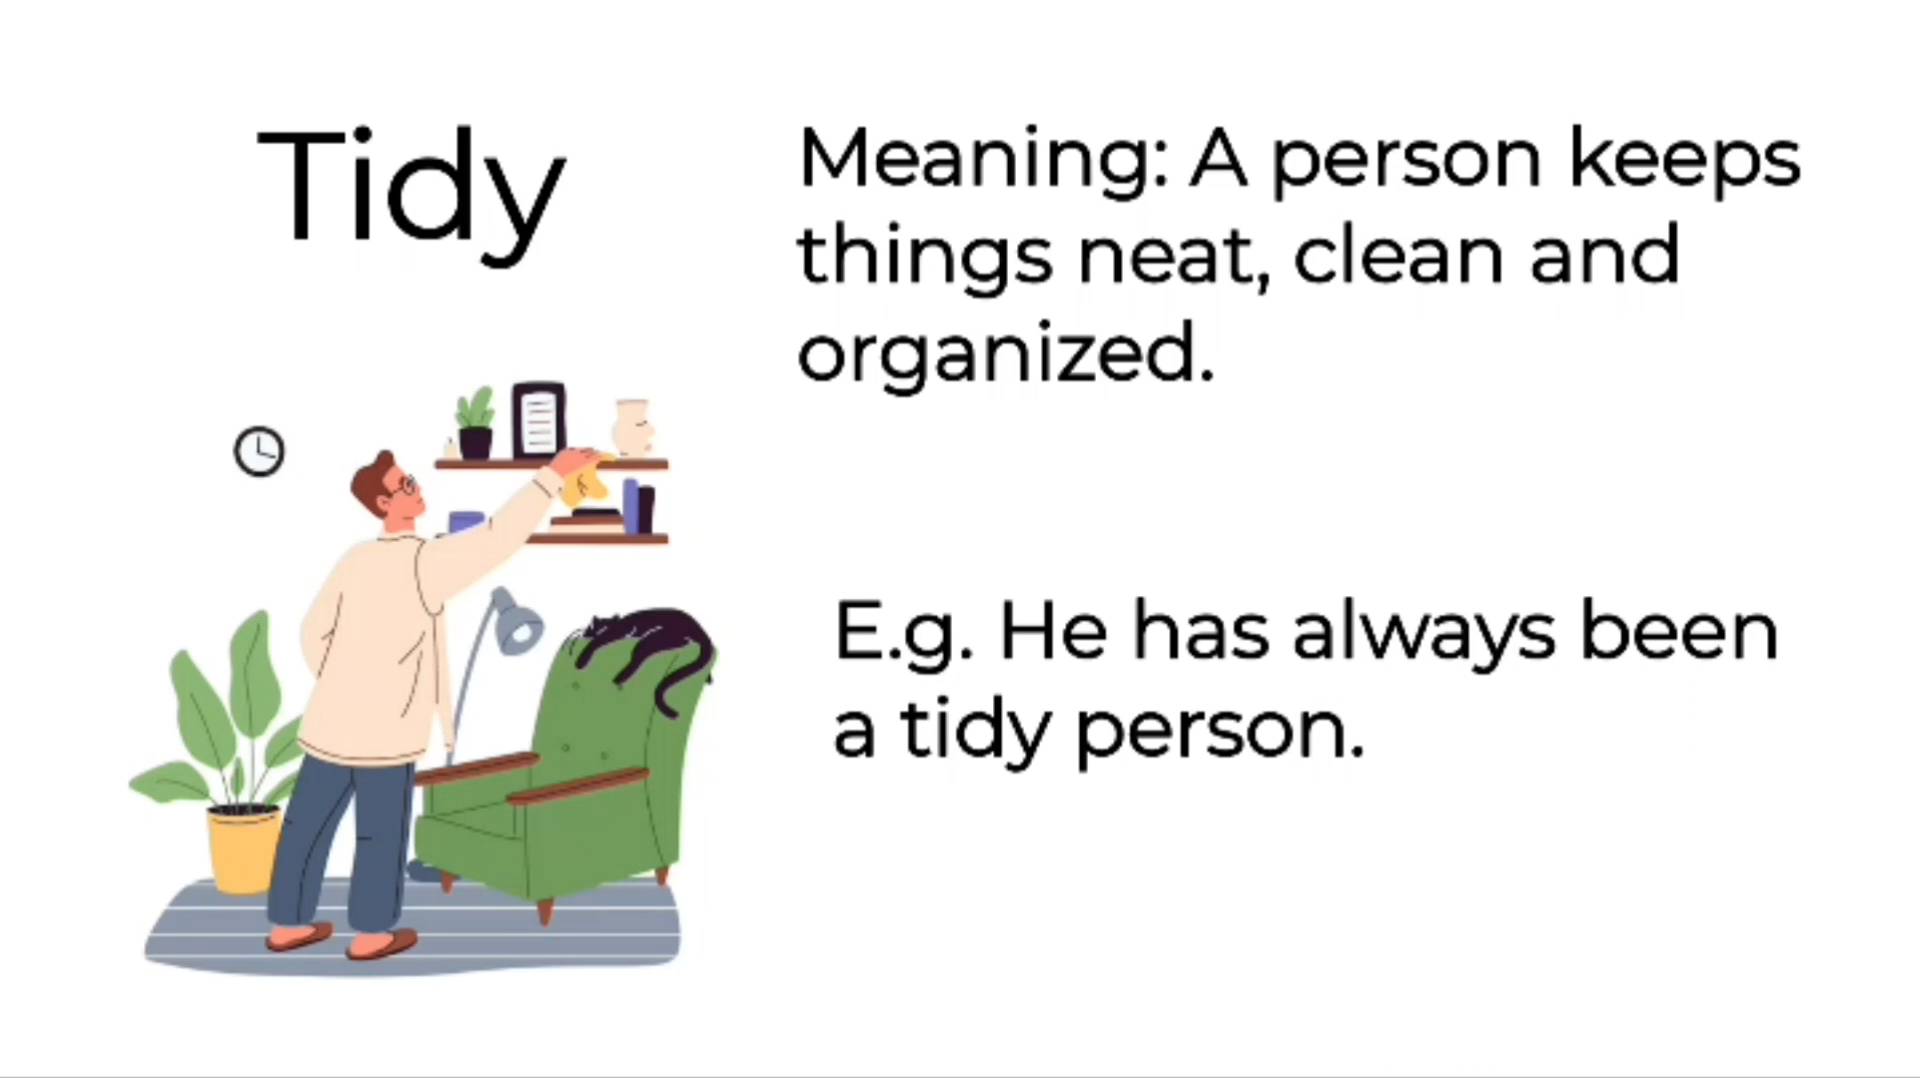 Tidy
Meaning: A person keeps
things neat, clean and
organized.
E.g. He has always been
a tidy person.